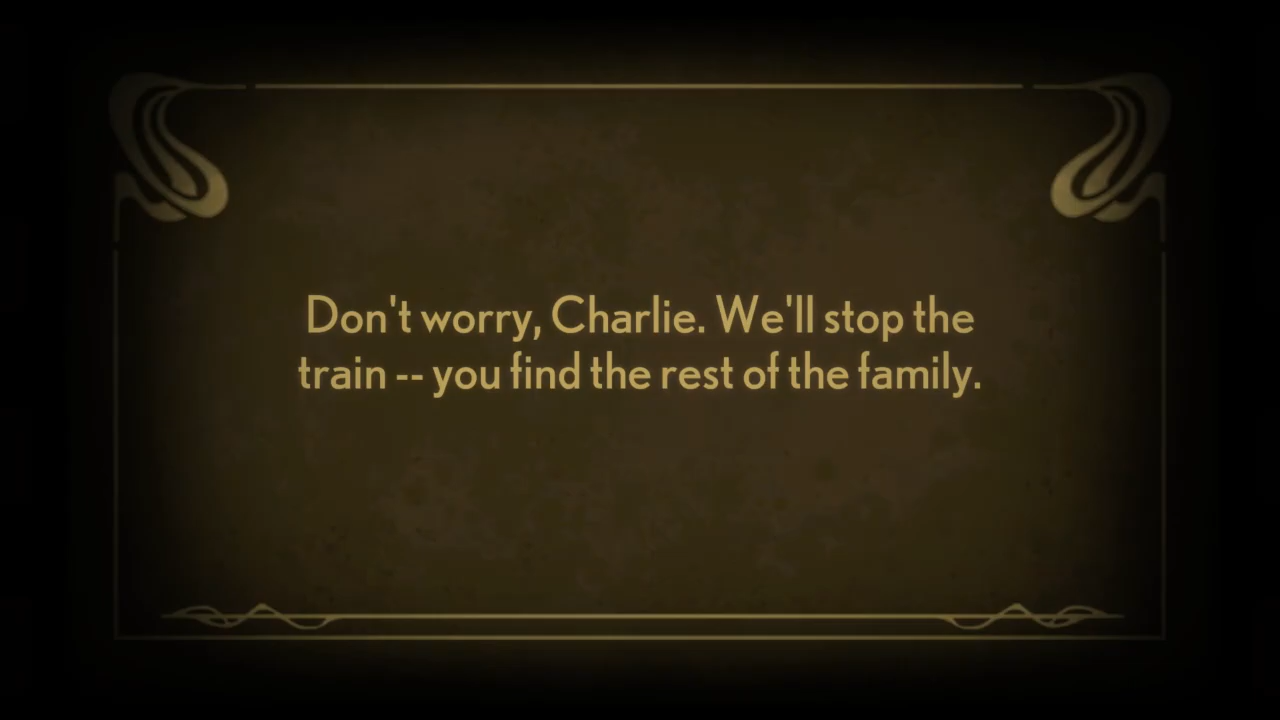 Don't worry, Charlie. We'll stop the
train -- you find the rest of the family.